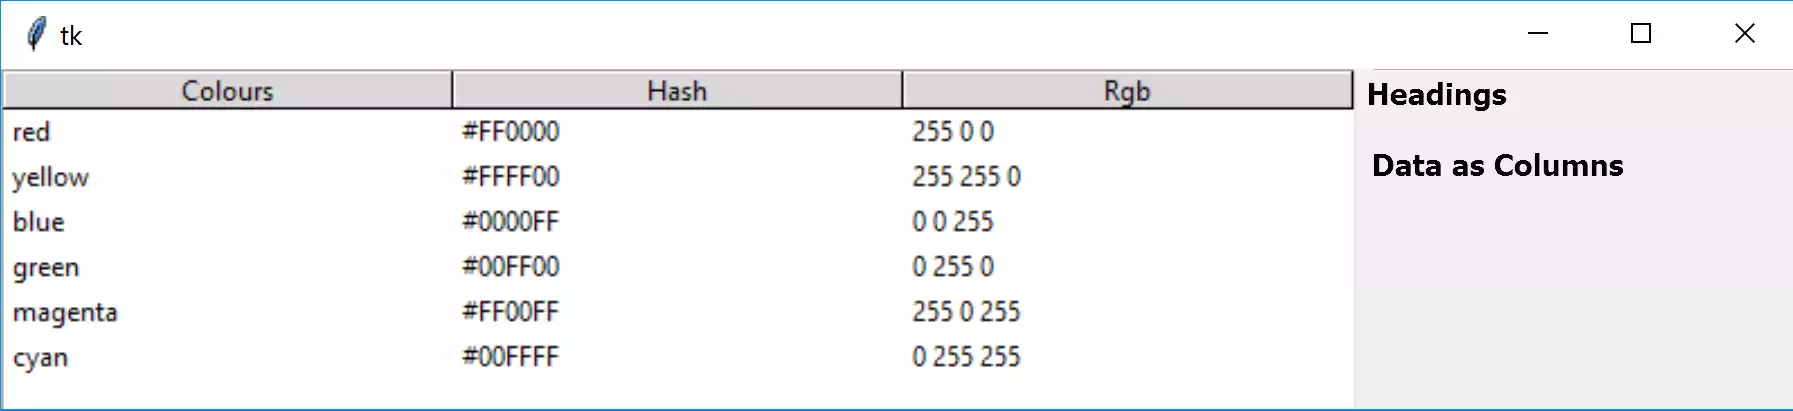 tk
Colours Hash Rgb Headings
red #FF0000 255 0 0
Data as Columns
yellow #FFFF00 255 255 0
blue #0000FF 0 0 255
green #00FF00 0 255 0
magenta #FF00FF 255 0 255
cyan #00FFFF 0 255 255